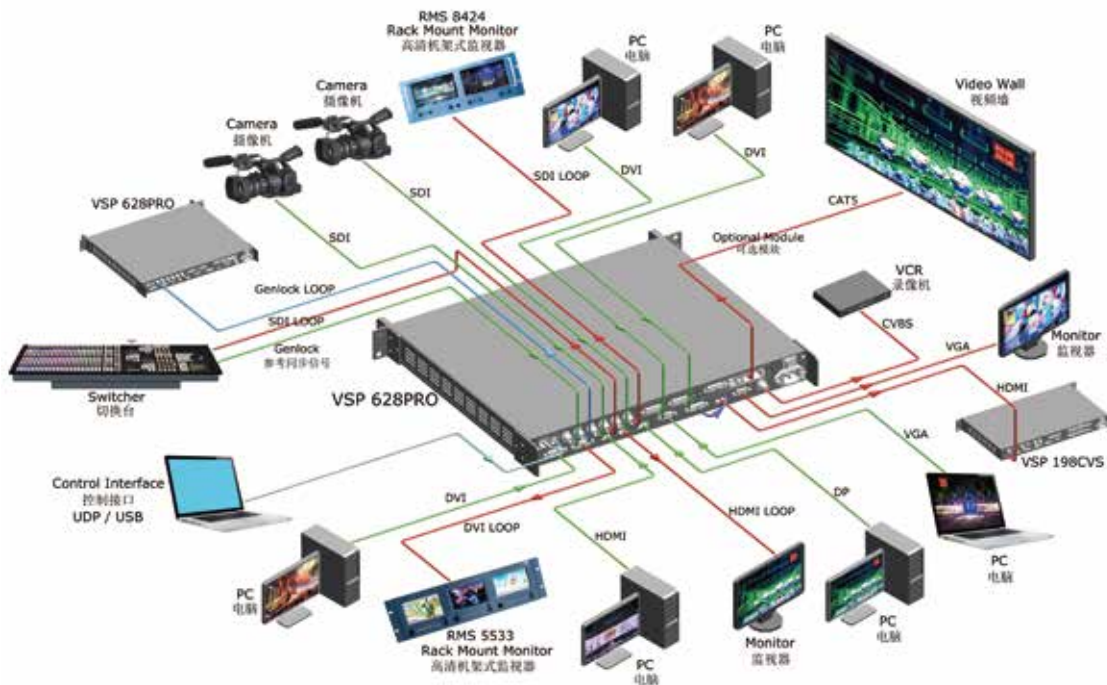 RMS 8424
Rack Mount Monitor
高清机架式监视器
PC
电脑
PC
电脑
Camera
摄像机
Camera
摄像机
Video Wall
视频墙
VSP 628PRO
SDI
SDI
SDI LOOP
DVI
DVI
CAT5
Optional Module
可选模块
VCR
录像机
CVBS
Genlock LOOP
SDI LOOP
Genlock
参考同步信号
Switcher
切换台
VSP 628PRO
VGA
Monitor
监视器
HDMI
VGA
VSP 198CVS
Control Interface
控制接口
UDP / USB
DVI
DVI LOOP
HDMI
HDMI LOOP
DP
PC
电脑
PC
电脑
RMS 5533
Rack Mount Monitor
高清机架式监视器
PC
电脑
Monitor
监视器
PC
电脑